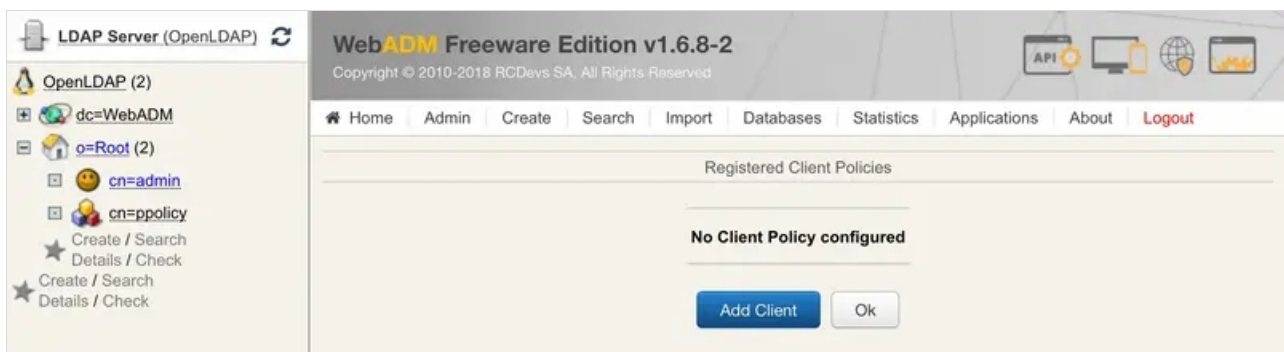 LDAP Server (OpenLDAP)
OpenLDAP (2)
dc=WebADM
o=Root (2)
cn=admin
cn=ppolicy
Create / Search
Details / Check
Create / Search
Details / Check
WebADM Freeware Edition v1.6.8-2
Copyright © 2010-2018 RCDevs SA, All Rights Reserved
API
Home Admin Create Search Import Databases Statistics Applications About Logout
Registered Client Policies
No Client Policy configured
Add Client Ok